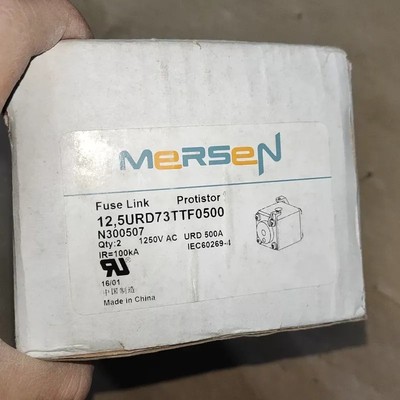 MERSEN
Fuse Link Protistor
12,5URD73TTF0500
N300507
Qty:2 1250V AC URD 500A
IR=100kA IEC60269-4
RU
16/01
中国制造
Made in China